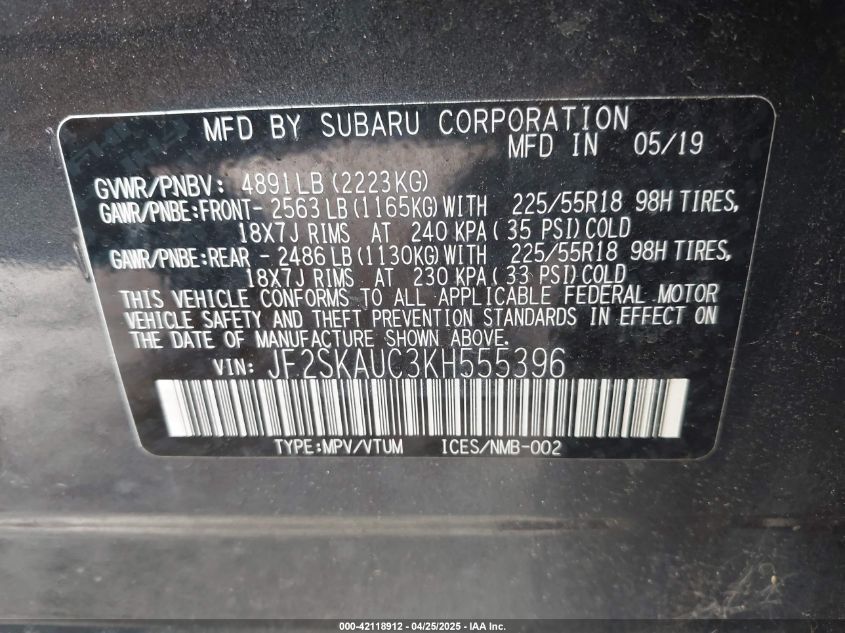 MFD BY SUBARU CORPORATION
MFD IN 05/19
GVWR/PNBV: 4891LB (2223KG)
GAWR/PNBE:FRONT- 2563 LB (1165KG) WITH 225/55R18 98H TIRES,
18X7J RIMS AT 240 KPA ( 35 PSI) COLD
GAWR/PNBE:REAR - 2486 LB (1130KG) WITH 225/55R18 98H TIRES,
18X7J RIMS AT 230 KPA ( 33 PSI) COLD
THIS VEHICLE CONFORMS TO ALL APPLICABLE FEDERAL MOTOR
VEHICLE SAFETY AND THEFT PREVENTION STANDARDS IN EFFECT ON
THE DATE OF MANUFACTURE SHOWN ABOVE.
VIN: JF2SKAUC3KH555396
TYPE:MPV/VTUM ICES/NMB-002
000-42118912 - 04/25/2025 - IAA Inc.